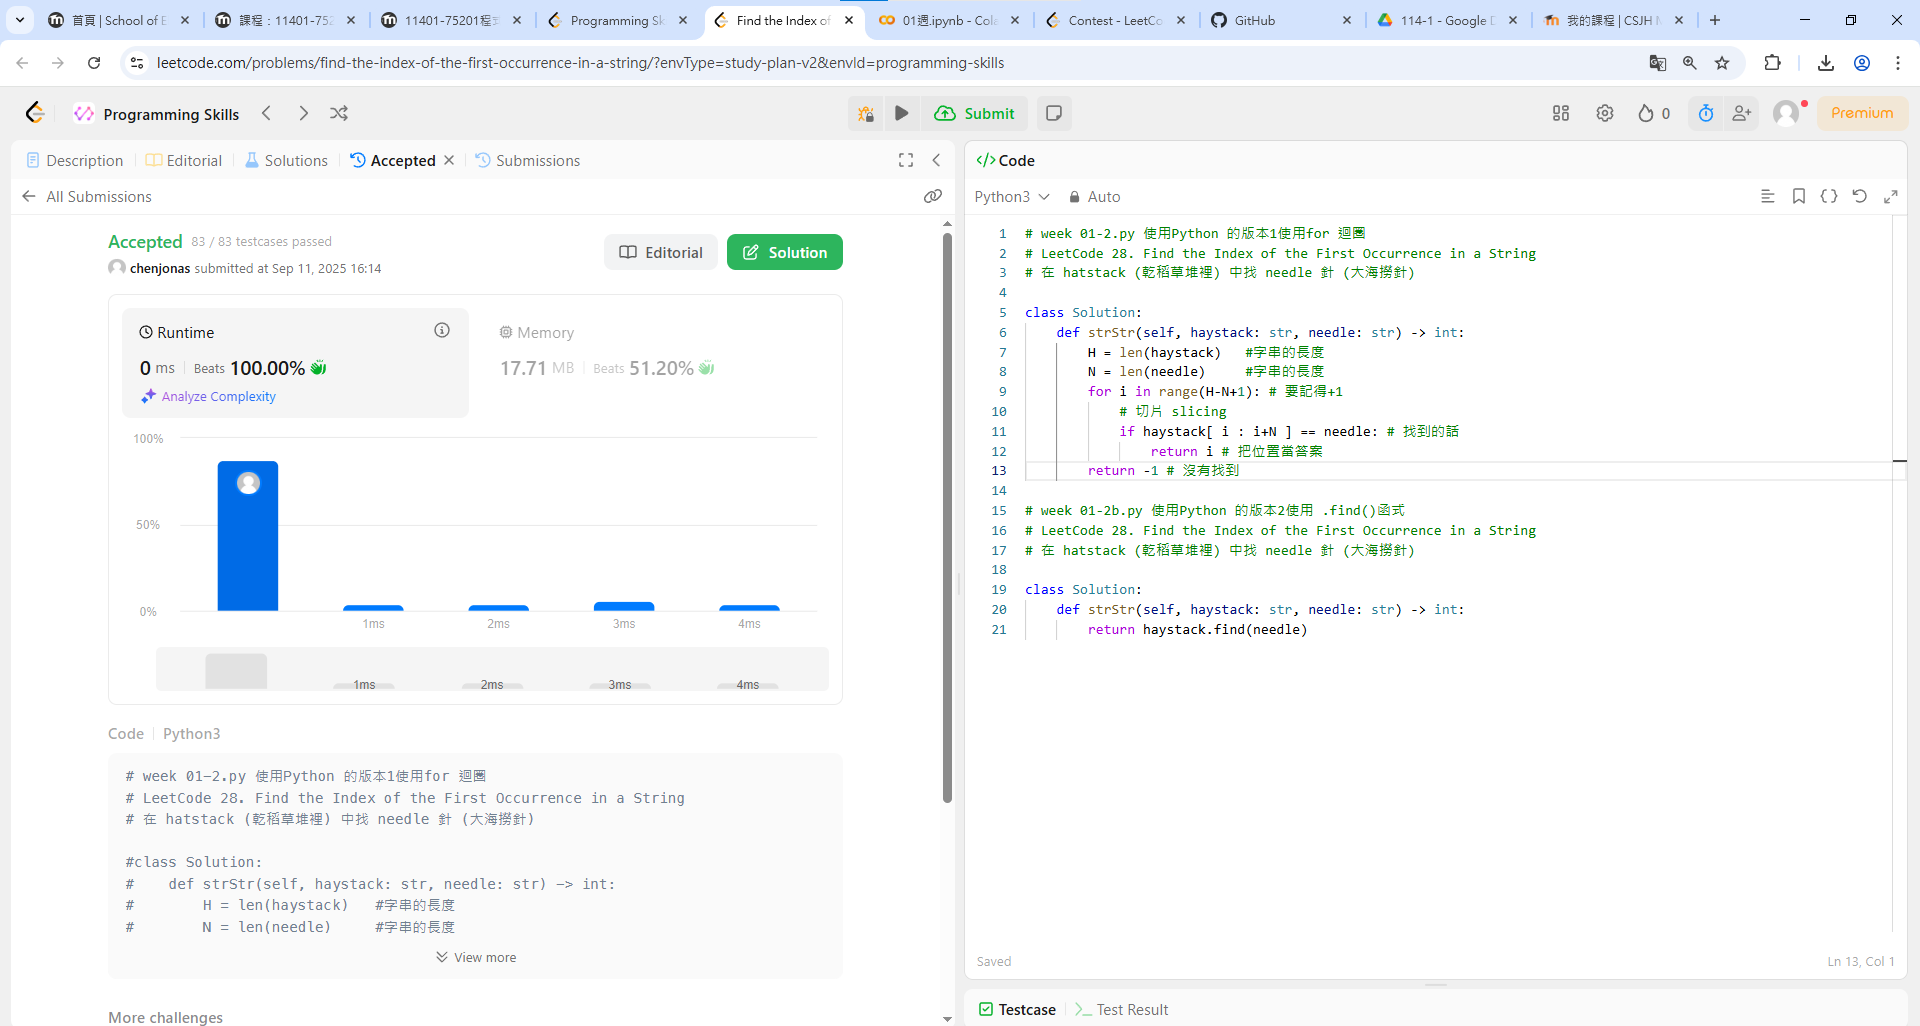 首頁 | School of E
課程：11401-752
11401-75201程式
Programming Sk
Find the Index of
01週.ipynb - Cola
Contest - LeetCo
GitHub
114-1 - Google D
我的課程 | CSJH M
leetcode.com/problems/find-the-index-of-the-first-occurrence-in-a-string/?envType=study-plan-v2&envId=programming-skills
Programming Skills
Submit
0
Premium
Description
Editorial
Solutions
Accepted
Submissions
All Submissions
Accepted 83 / 83 testcases passed
chenjonas submitted at Sep 11, 2025 16:14
Editorial
Solution
Runtime
0 ms | Beats 100.00%
Analyze Complexity
Memory
17.71 MB | Beats 51.20%
100%
50%
0%
1ms
2ms
3ms
4ms
1ms
2ms
3ms
4ms
Code | Python3
# week 01-2.py 使用Python 的版本1使用for 迴圈
# LeetCode 28. Find the Index of the First Occurrence in a String
# 在 hatstack (乾稻草堆裡) 中找 needle 針 (大海撈針)
#class Solution:
#    def strStr(self, haystack: str, needle: str) -> int:
#        H = len(haystack)   #字串的長度
#        N = len(needle)     #字串的長度
View more
More challenges
Code
Python3
Auto
1 # week 01-2.py 使用Python 的版本1使用for 迴圈
2 # LeetCode 28. Find the Index of the First Occurrence in a String
3 # 在 hatstack (乾稻草堆裡) 中找 needle 針 (大海撈針)
4
5 class Solution:
6     def strStr(self, haystack: str, needle: str) -> int:
7         H = len(haystack)   #字串的長度
8         N = len(needle)     #字串的長度
9         for i in range(H-N+1): # 要記得+1
10             # 切片 slicing
11             if haystack[ i : i+N ] == needle: # 找到的話
12                 return i # 把位置當答案
13         return -1 # 沒有找到
14
15 # week 01-2b.py 使用Python 的版本2使用 .find()函式
16 # LeetCode 28. Find the Index of the First Occurrence in a String
17 # 在 hatstack (乾稻草堆裡) 中找 needle 針 (大海撈針)
18
19 class Solution:
20     def strStr(self, haystack: str, needle: str) -> int:
21         return haystack.find(needle)
Saved
Ln 13, Col 1
Testcase
Test Result